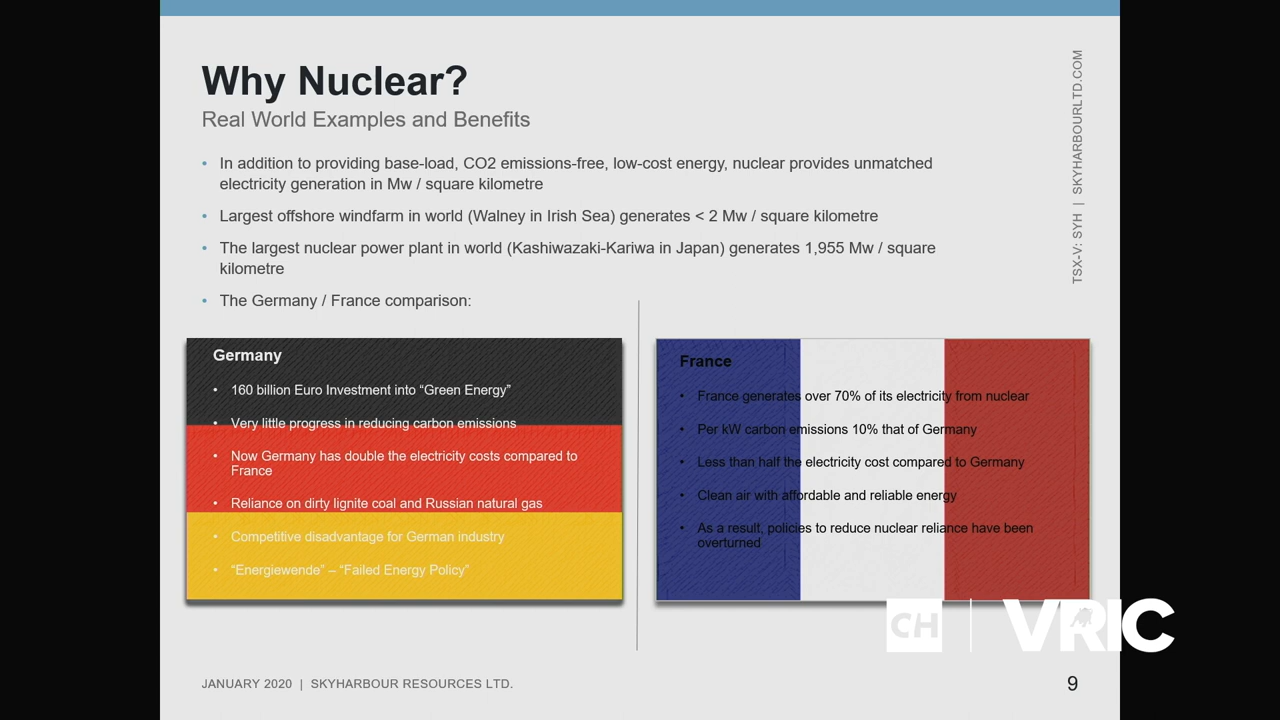 Why Nuclear?
Real World Examples and Benefits
• In addition to providing base-load, CO2 emissions-free, low-cost energy, nuclear provides unmatched
electricity generation in Mw / square kilometre
• Largest offshore windfarm in world (Walney in Irish Sea) generates < 2 Mw / square kilometre
• The largest nuclear power plant in world (Kashiwazaki-Kariwa in Japan) generates 1,955 Mw / square
kilometre
• The Germany / France comparison:
Germany
• 160 billion Euro Investment into “Green Energy”
• Very little progress in reducing carbon emissions
• Now Germany has double the electricity costs compared to
France
• Reliance on dirty lignite coal and Russian natural gas
• Competitive disadvantage for German industry
• “Energiewende” – “Failed Energy Policy”
France
• France generates over 70% of its electricity from nuclear
• Per kW carbon emissions 10% that of Germany
• Less than half the electricity cost compared to Germany
• Clean air with affordable and reliable energy
• As a result, policies to reduce nuclear reliance have been
overturned
TSX-V: SYH | SKYHARBOURLTD.COM
CH | VRIC
JANUARY 2020 | SKYHARBOUR RESOURCES LTD.
9